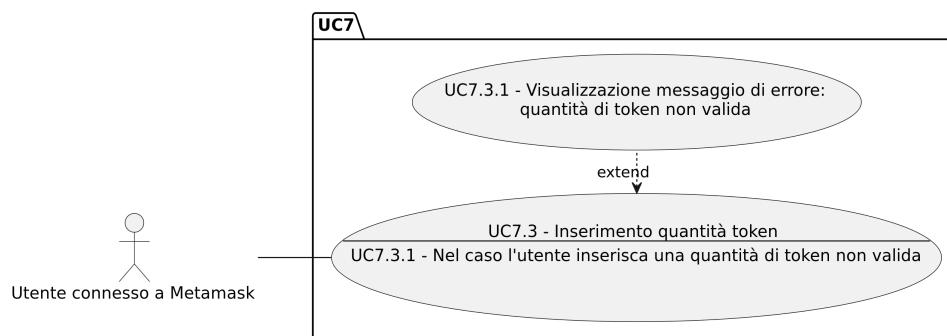 UC7
UC7.3.1 - Visualizzazione messaggio di errore:
quantità di token non valida
extend
UC7.3 - Inserimento quantità token
UC7.3.1 - Nel caso l'utente inserisca una quantità di token non valida
Utente connesso a Metamask